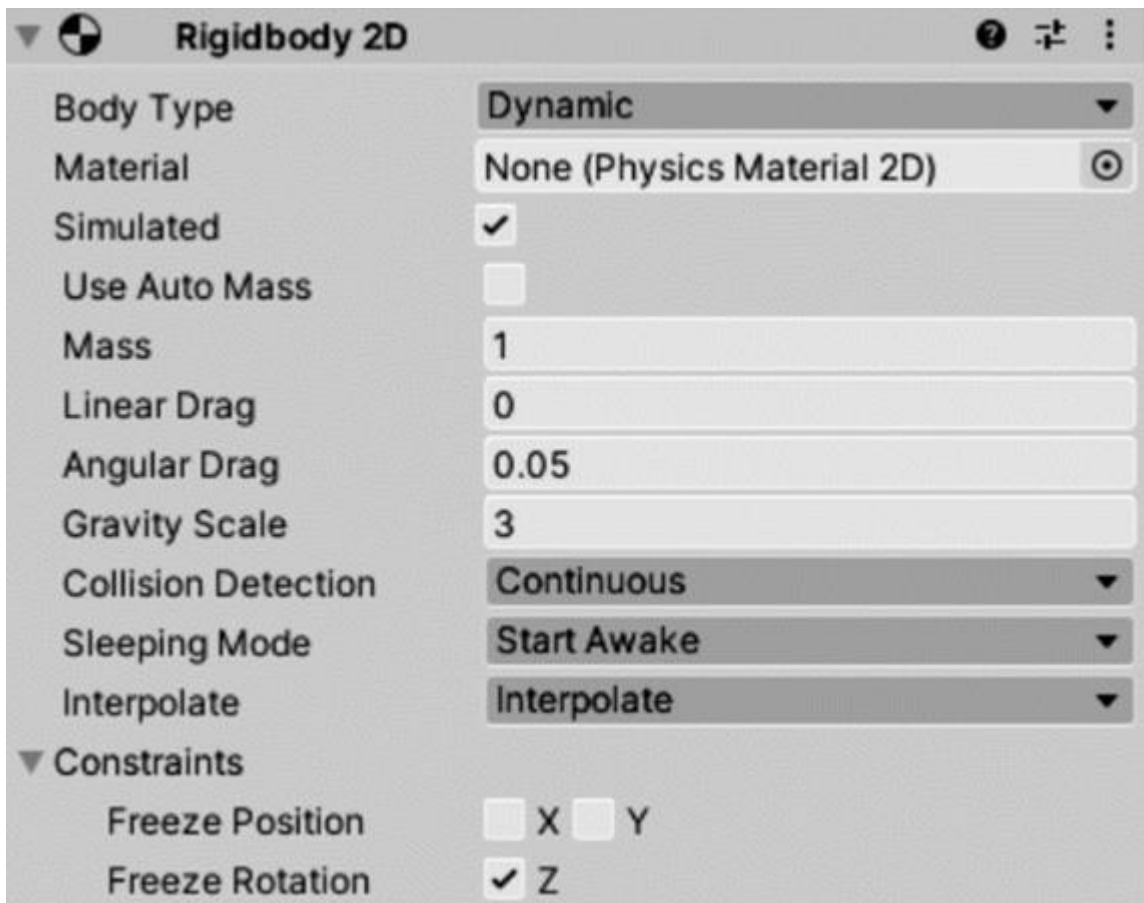 Rigidbody 2D
Body Type Dynamic
Material None (Physics Material 2D)
Simulated
Use Auto Mass
Mass 1
Linear Drag 0
Angular Drag 0.05
Gravity Scale 3
Collision Detection Continuous
Sleeping Mode Start Awake
Interpolate Interpolate
Constraints
Freeze Position X Y
Freeze Rotation Z